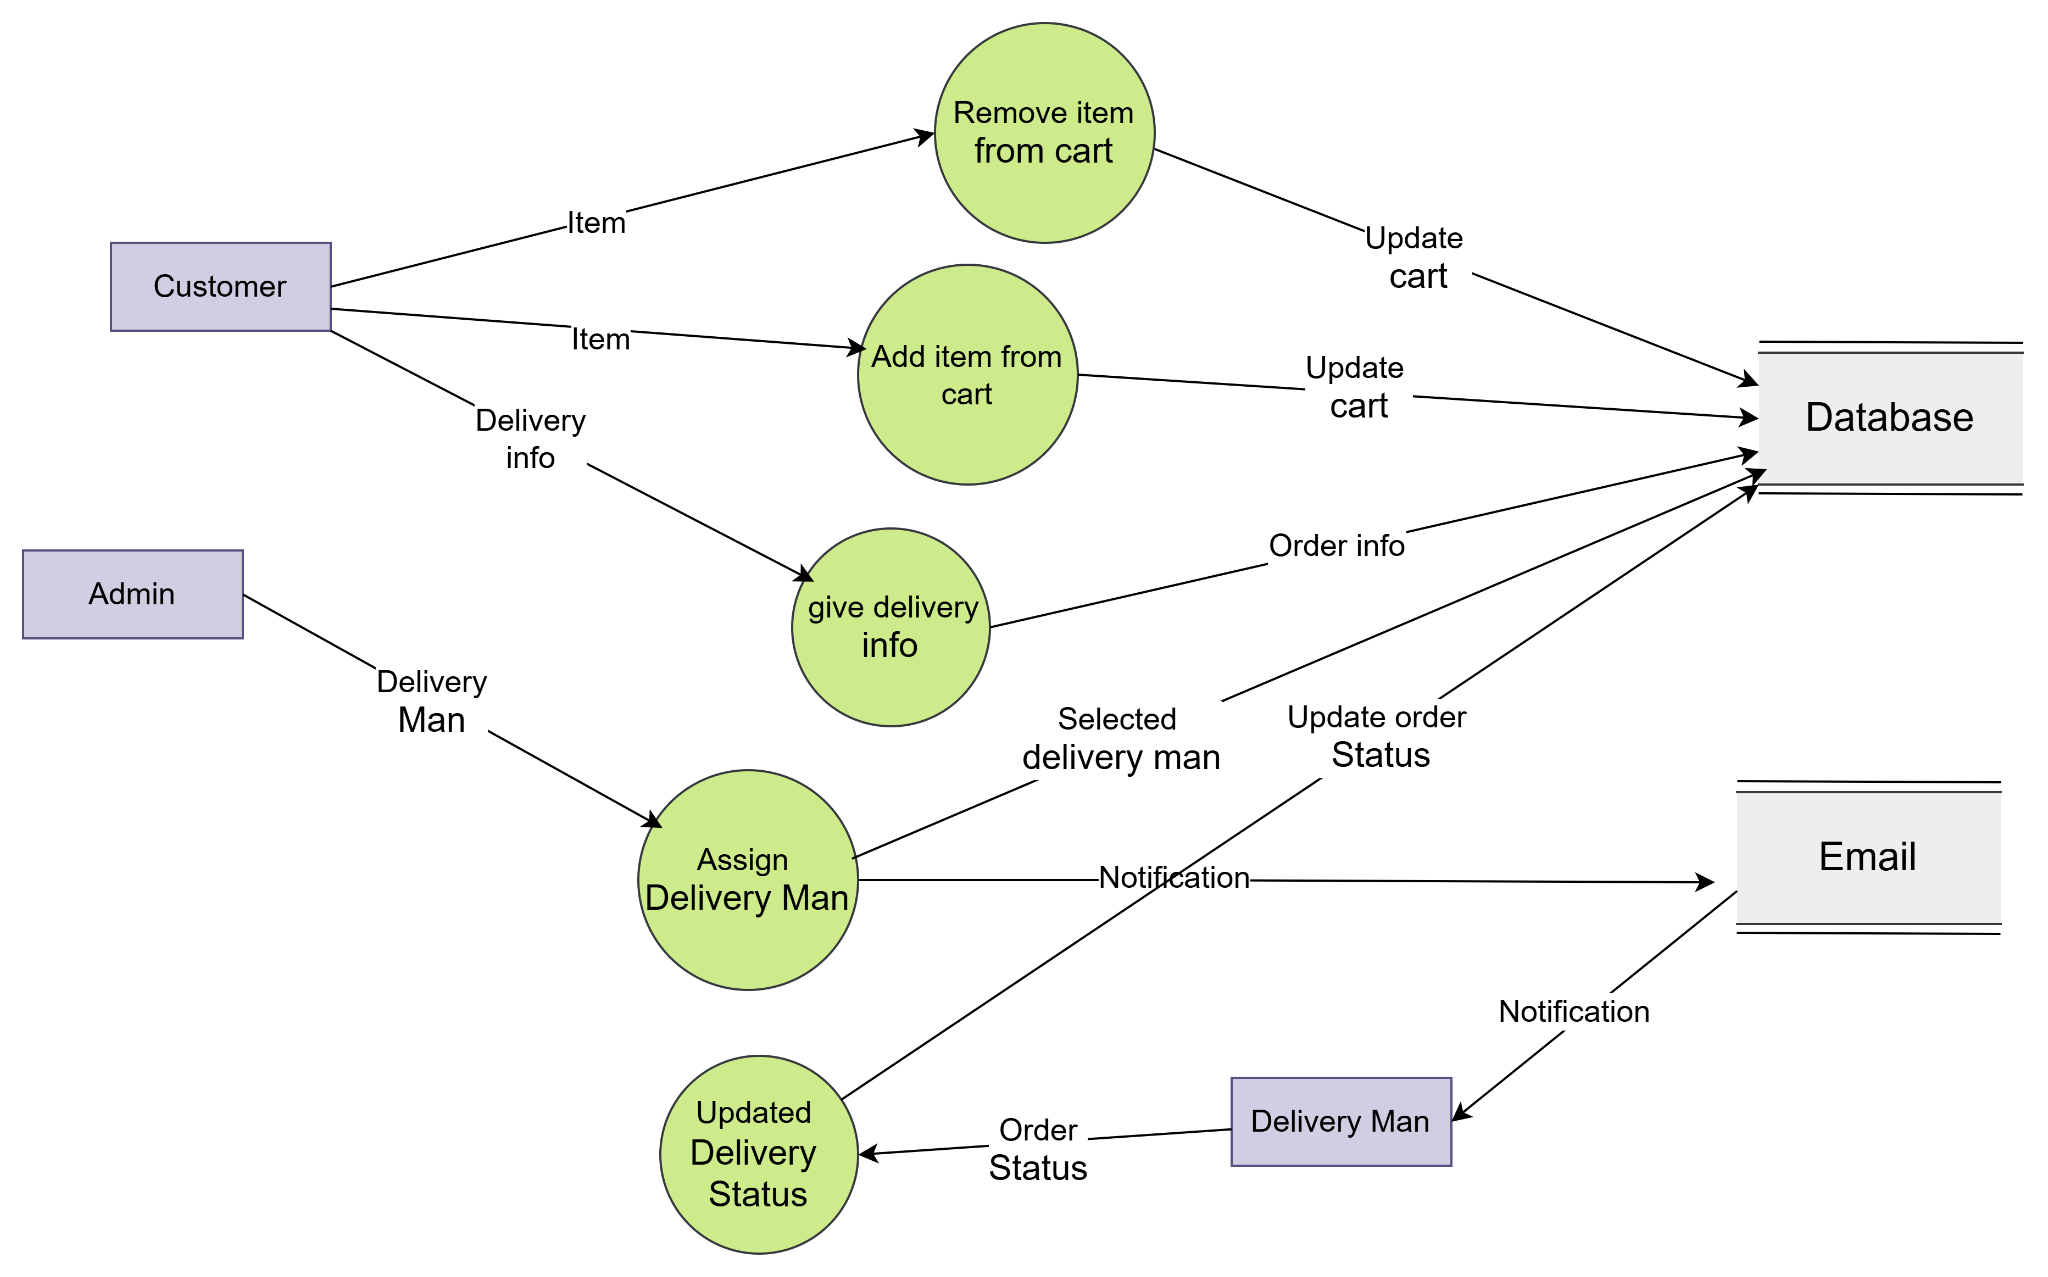 Remove item
from cart
Item
Update
cart
Customer
Item
Add item from
cart
Update
cart
Database
Delivery
info
Order info
Admin
give delivery
info
Delivery
Man
Selected
delivery man
Update order
Status
Assign
Delivery Man
Notification
Email
Notification
Updated
Delivery
Status
Order
Status
Delivery Man